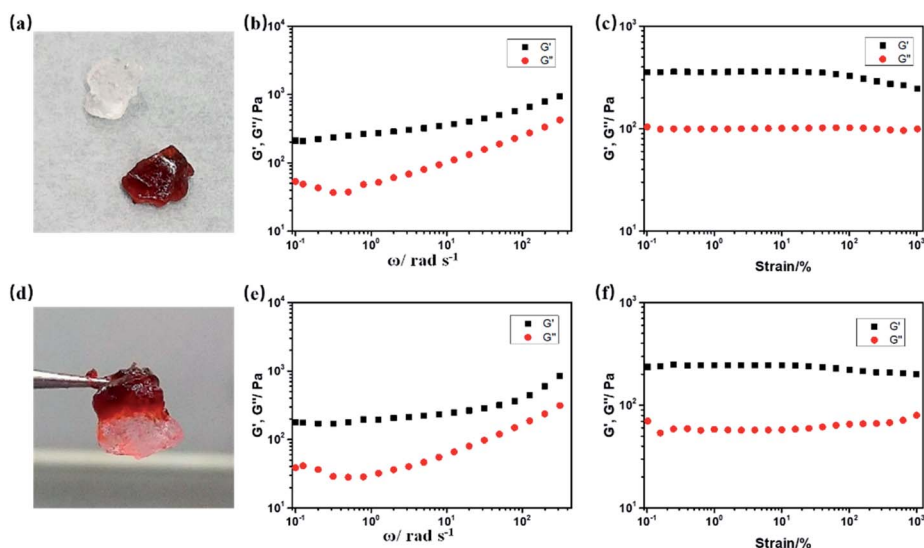 (a)
(b)
10⁴
10³
10²
10¹
G', G''/ Pa
G'
G''
10⁻¹
10⁰
10¹
10²
ω/ rad s⁻¹
(c)
10³
10²
10¹
G', G''/ Pa
G'
G''
10⁻¹
10⁰
10¹
10²
10³
Strain/%
(d)
(e)
10⁴
10³
10²
10¹
G', G''/ Pa
G'
G''
10⁻¹
10⁰
10¹
10²
ω/ rad s⁻¹
(f)
10³
10²
10¹
G', G''/ Pa
G'
G''
10⁻¹
10⁰
10¹
10²
10³
Strain/%